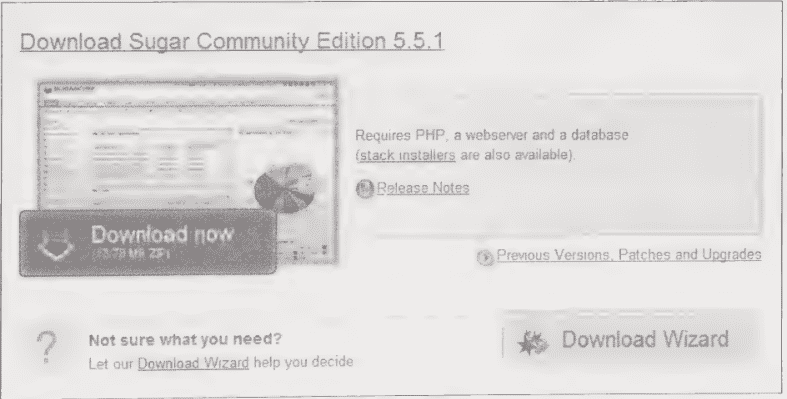 Download Sugar Community Edition 5.5.1
Requires PHP, a webserver and a database
(stack installers are also available).
Release Notes
Download now
Previous Versions, Patches and Upgrades
Not sure what you need?
Let our Download Wizard help you decide
Download Wizard